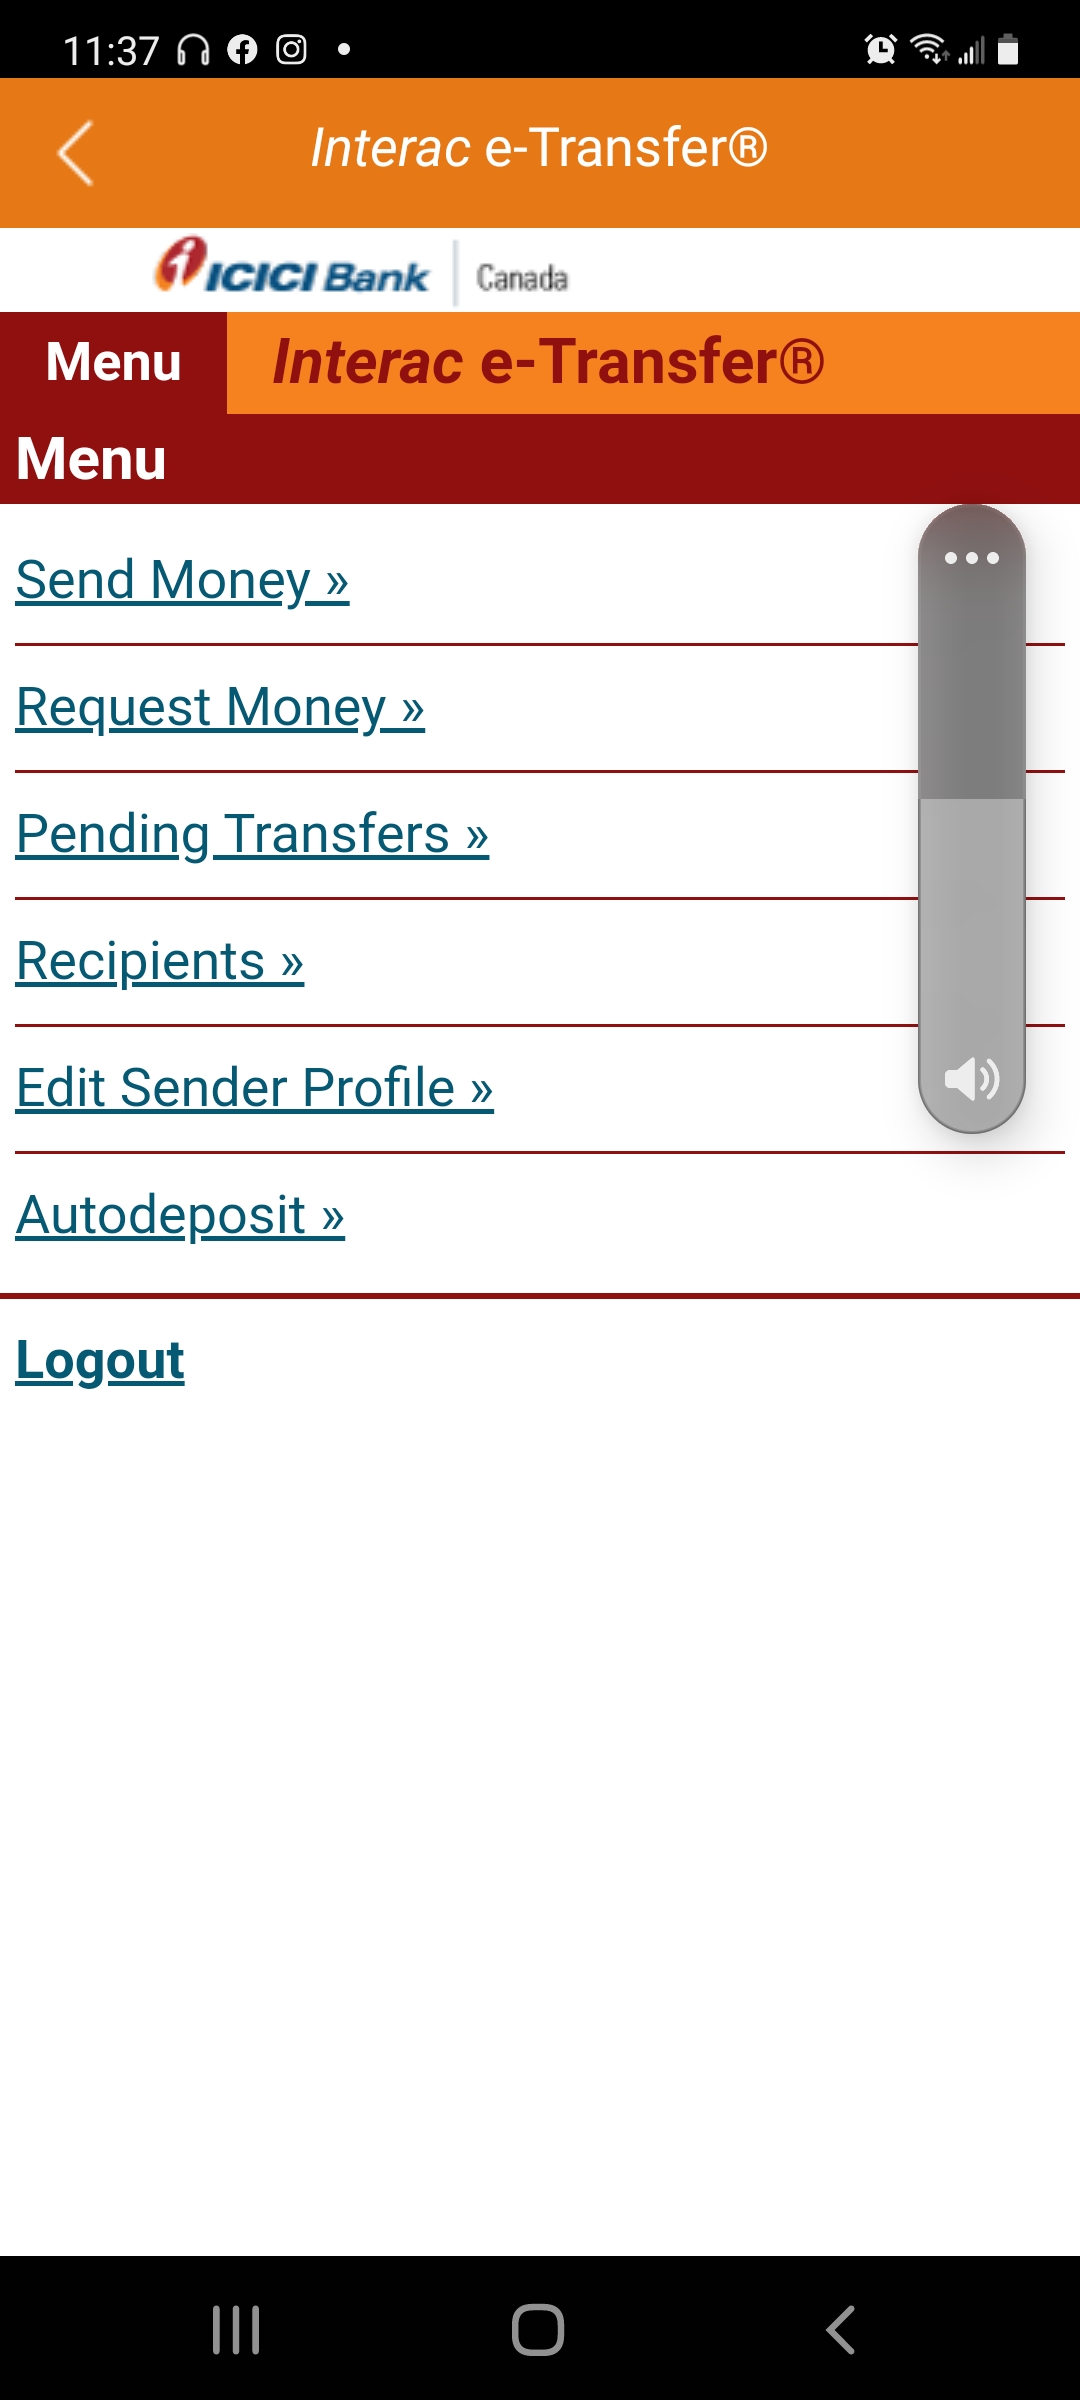 11:37
Interac e-Transfer®
ICICI Bank Canada
Menu Interac e-Transfer®
Menu
Send Money »
Request Money »
Pending Transfers »
Recipients »
Edit Sender Profile »
Autodeposit »
Logout